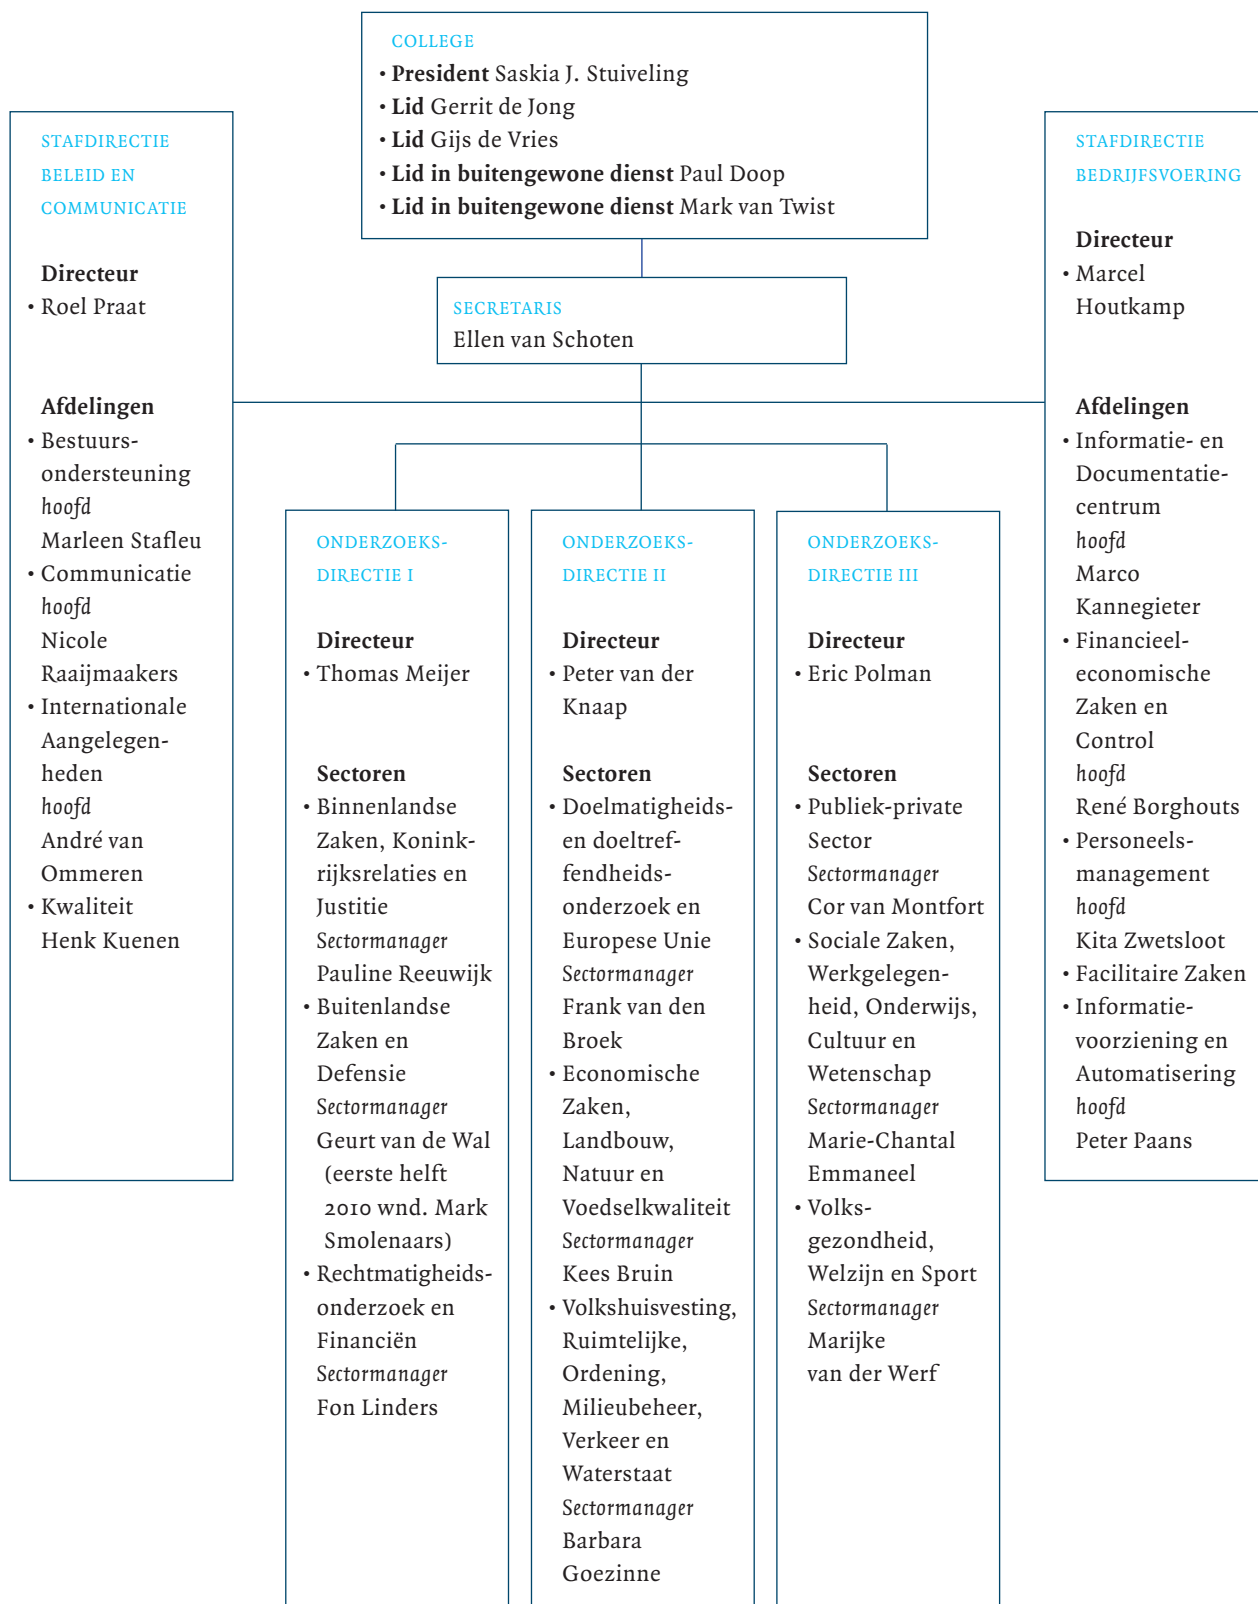 COLLEGE
• President Saskia J. Stuiveling
• Lid Gerrit de Jong
• Lid Gijs de Vries
• Lid in buitengewone dienst Paul Doop
• Lid in buitengewone dienst Mark van Twist
SECRETARIS
Ellen van Schoten
STAFDIRECTIE
BELEID EN
COMMUNICATIE
Directeur
• Roel Praat
Afdelingen
• Bestuurs-
ondersteuning
hoofd
Marleen Stafleu
• Communicatie
hoofd
Nicole
Raaijmaakers
• Internationale
Aangelegen-
heden
hoofd
André van
Ommeren
• Kwaliteit
Henk Kuenen
ONDERZOEKS-
DIRECTIE I
Directeur
• Thomas Meijer
Sectoren
• Binnenlandse
Zaken, Konink-
rijksrelaties en
Justitie
Sectormanager
Pauline Reeuwijk
• Buitenlandse
Zaken en
Defensie
Sectormanager
Geurt van de Wal
(eerste helft
2010 wnd. Mark
Smolenaars)
• Rechtmatigheids-
onderzoek en
Financiën
Sectormanager
Fon Linders
ONDERZOEKS-
DIRECTIE II
Directeur
• Peter van der
Knaap
Sectoren
• Doelmatigheids-
en doeltref-
fendheids-
onderzoek en
Europese Unie
Sectormanager
Frank van den
Broek
• Economische
Zaken,
Landbouw,
Natuur en
Voedselkwaliteit
Sectormanager
Kees Bruin
• Volkshuisvesting,
Ruimtelijke,
Ordening,
Milieubeheer,
Verkeer en
Waterstaat
Sectormanager
Barbara
Goezinne
ONDERZOEKS-
DIRECTIE III
Directeur
• Eric Polman
Sectoren
• Publiek-private
Sector
Sectormanager
Cor van Montfort
• Sociale Zaken,
Werkgelegen-
heid, Onderwijs,
Cultuur en
Wetenschap
Sectormanager
Marie-Chantal
Emmaneel
• Volks-
gezondheid,
Welzijn en Sport
Sectormanager
Marijke
van der Werf
STAFDIRECTIE
BEDRIJFSVOERING
Directeur
• Marcel
Houtkamp
Afdelingen
• Informatie- en
Documentatie-
centrum
hoofd
Marco
Kannegieter
• Financieel-
economische
Zaken en
Control
hoofd
René Borghouts
• Personeels-
management
hoofd
Kita Zwetsloot
• Facilitaire Zaken
• Informatie-
voorziening en
Automatisering
hoofd
Peter Paans